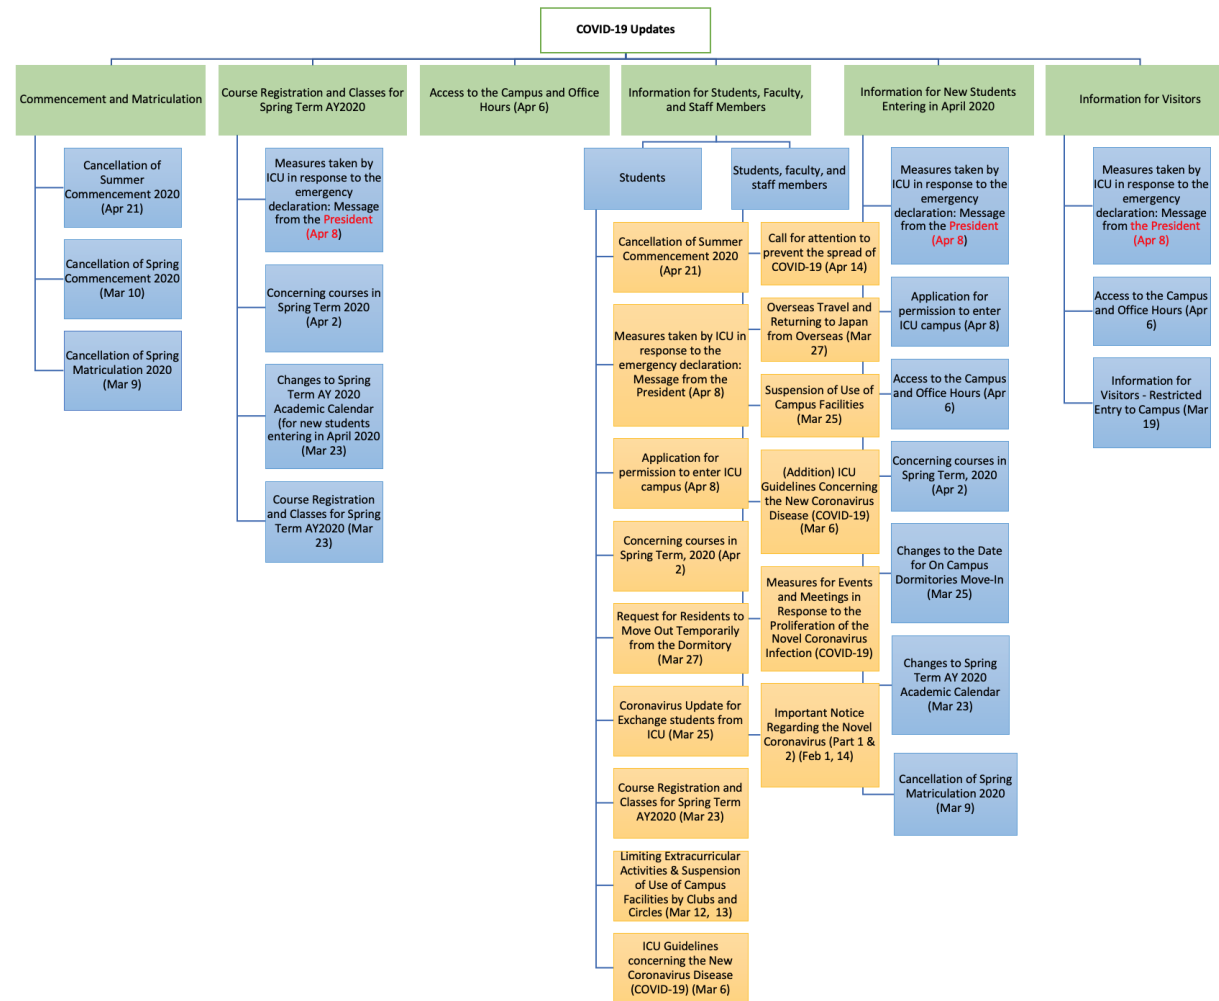 COVID-19 Updates
Commencement and Matriculation
Course Registration and Classes for
Spring Term AY2020
Access to the Campus and Office
Hours (Apr 6)
Information for Students, Faculty,
and Staff Members
Information for New Students
Entering in April 2020
Information for Visitors
Cancellation of
Summer
Commencement 2020
(Apr 21)
Cancellation of Spring
Commencement 2020
(Mar 10)
Cancellation of Spring
Matriculation 2020
(Mar 9)
Measures taken by
ICU in response to the
emergency
declaration: Message
from the President
(Apr 8)
Concerning courses in
Spring Term 2020
(Apr 2)
Changes to Spring
Term AY 2020
Academic Calendar
(for new students
entering in April 2020
(Mar 23)
Course Registration
and Classes for Spring
Term AY2020 (Mar
23)
Students
Cancellation of Summer
Commencement 2020
(Apr 21)
Measures taken by ICU in
response to the
emergency declaration:
Message from the
President (Apr 8)
Application for
permission to enter ICU
campus (Apr 8)
Concerning courses in
Spring Term, 2020 (Apr
2)
Request for Residents to
Move Out Temporarily
from the Dormitory
(Mar 27)
Coronavirus Update for
Exchange students from
ICU (Mar 25)
Course Registration and
Classes for Spring Term
AY2020 (Mar 23)
Limiting Extracurricular
Activities & Suspension
of Use of Campus
Facilities by Clubs and
Circles (Mar 12,  13)
ICU Guidelines
concerning the New
Coronavirus Disease
(COVID-19) (Mar 6)
Students, faculty, and
staff members
Call for attention to
prevent the spread of
COVID-19 (Apr 14)
Overseas Travel and
Returning to Japan
from Overseas (Mar
27)
Suspension of Use of
Campus Facilities
(Mar 25)
(Addition) ICU
Guidelines Concerning
the New Coronavirus
Disease (COVID-19)
(Mar 6)
Measures for Events
and Meetings in
Response to the
Proliferation of the
Novel Coronavirus
Infection (COVID-19)
Important Notice
Regarding the Novel
Coronavirus (Part 1 &
2) (Feb 1, 14)
Measures taken by
ICU in response to the
emergency
declaration: Message
from the President
(Apr 8)
Application for
permission to enter
ICU campus (Apr 8)
Access to the Campus
and Office Hours (Apr
6)
Concerning courses in
Spring Term, 2020
(Apr 2)
Changes to the Date
for On Campus
Dormitories Move-In
(Mar 25)
Changes to Spring
Term AY 2020
Academic Calendar
(Mar 23)
Cancellation of Spring
Matriculation 2020
(Mar 9)
Measures taken by
ICU in response to the
emergency
declaration: Message
from the President
(Apr 8)
Access to the Campus
and Office Hours (Apr
6)
Information for
Visitors - Restricted
Entry to Campus (Mar
19)